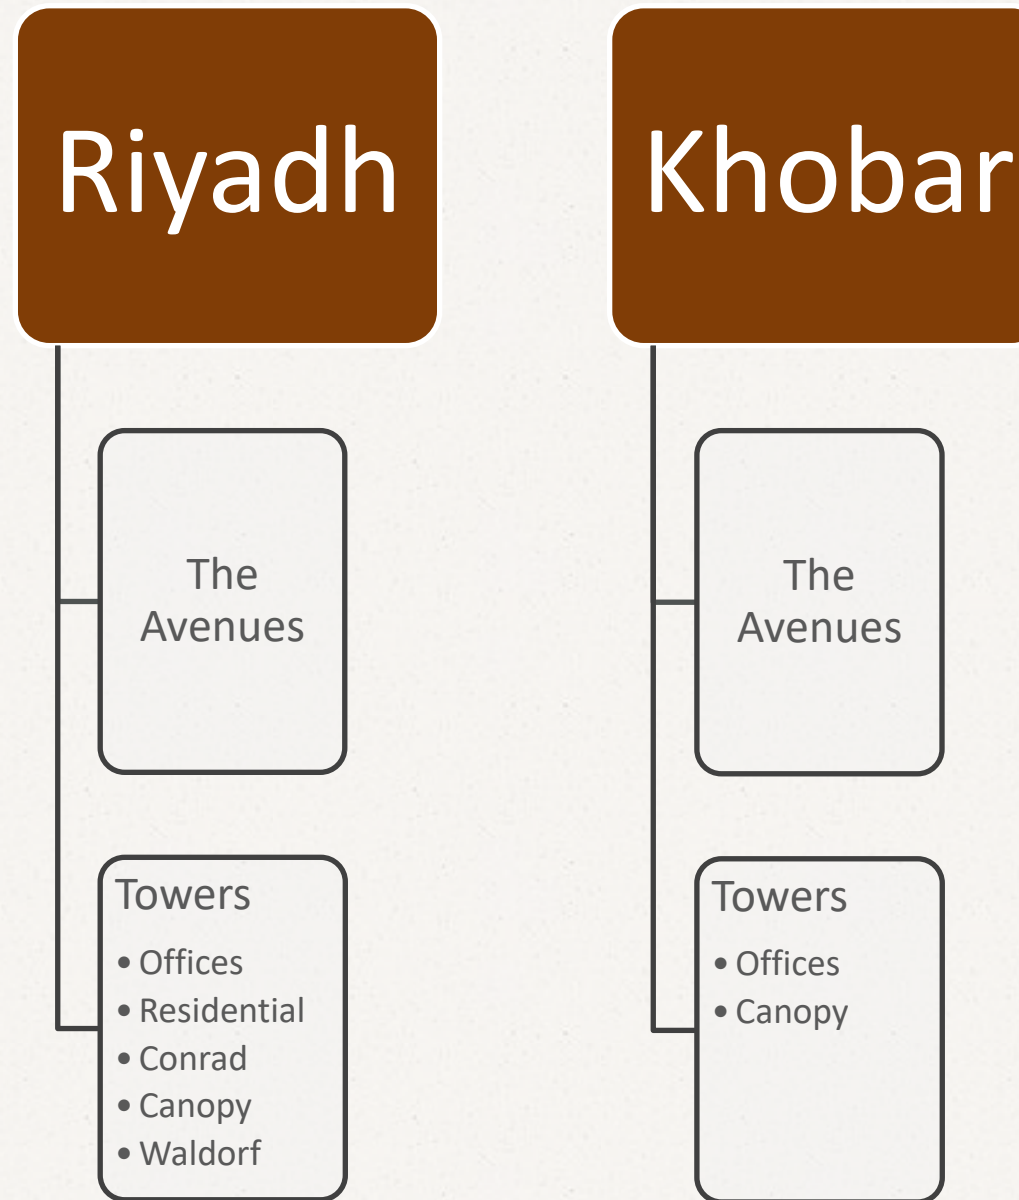 Riyadh
The
Avenues
Towers
• Offices
• Residential
• Conrad
• Canopy
• Waldorf
Khobar
The
Avenues
Towers
• Offices
• Canopy